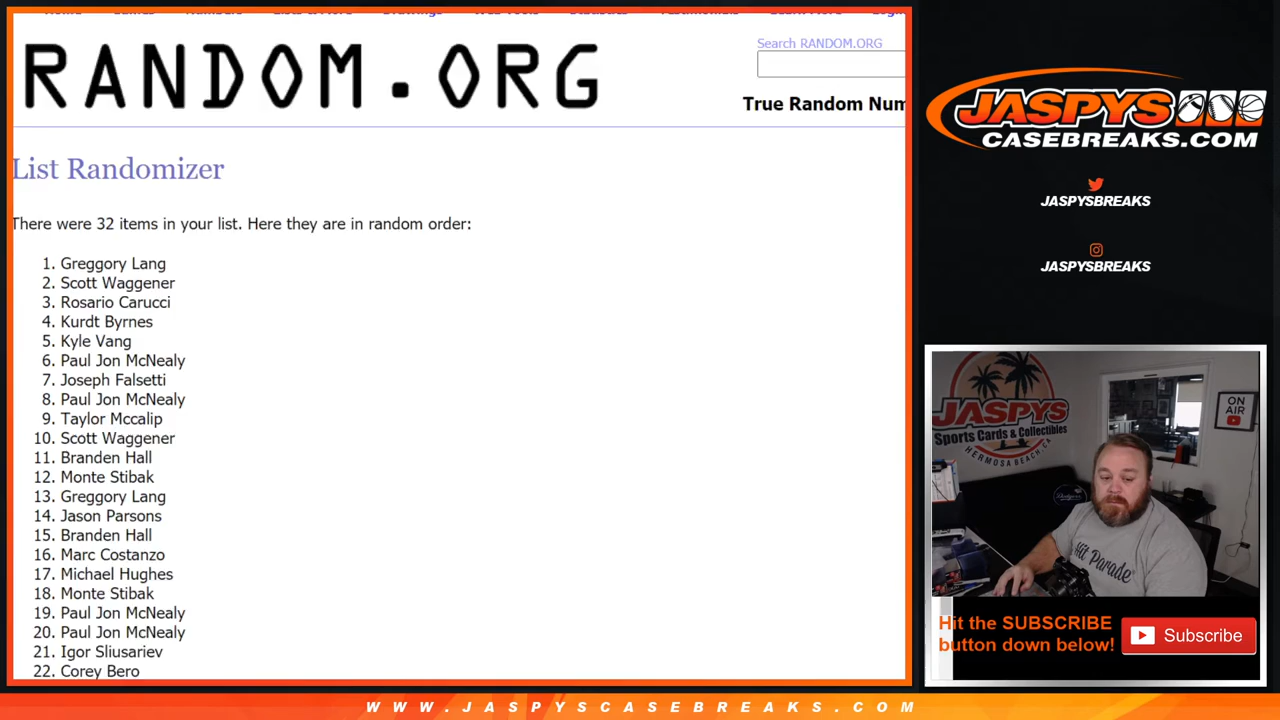 RANDOM.ORG
Search RANDOM.ORG
True Random Num
List Randomizer
There were 32 items in your list. Here they are in random order:
1. Greggory Lang
2. Scott Waggener
3. Rosario Carucci
4. Kurdt Byrnes
5. Kyle Vang
6. Paul Jon McNealy
7. Joseph Falsetti
8. Paul Jon McNealy
9. Taylor Mccalip
10. Scott Waggener
11. Branden Hall
12. Monte Stibak
13. Greggory Lang
14. Jason Parsons
15. Branden Hall
16. Marc Costanzo
17. Michael Hughes
18. Monte Stibak
19. Paul Jon McNealy
20. Paul Jon McNealy
21. Igor Sliusariev
22. Corey Bero
JASPYS
CASEBREAKS.COM
JASPYSBREAKS
JASPYSBREAKS
JASPYS
Sports Cards & Collectibles
HERMOSA BEACH, CA
ON
AIR
Hit Parade
Hit the SUBSCRIBE
button down below!
Subscribe
WWW.JASPYSCASEBREAKS.COM